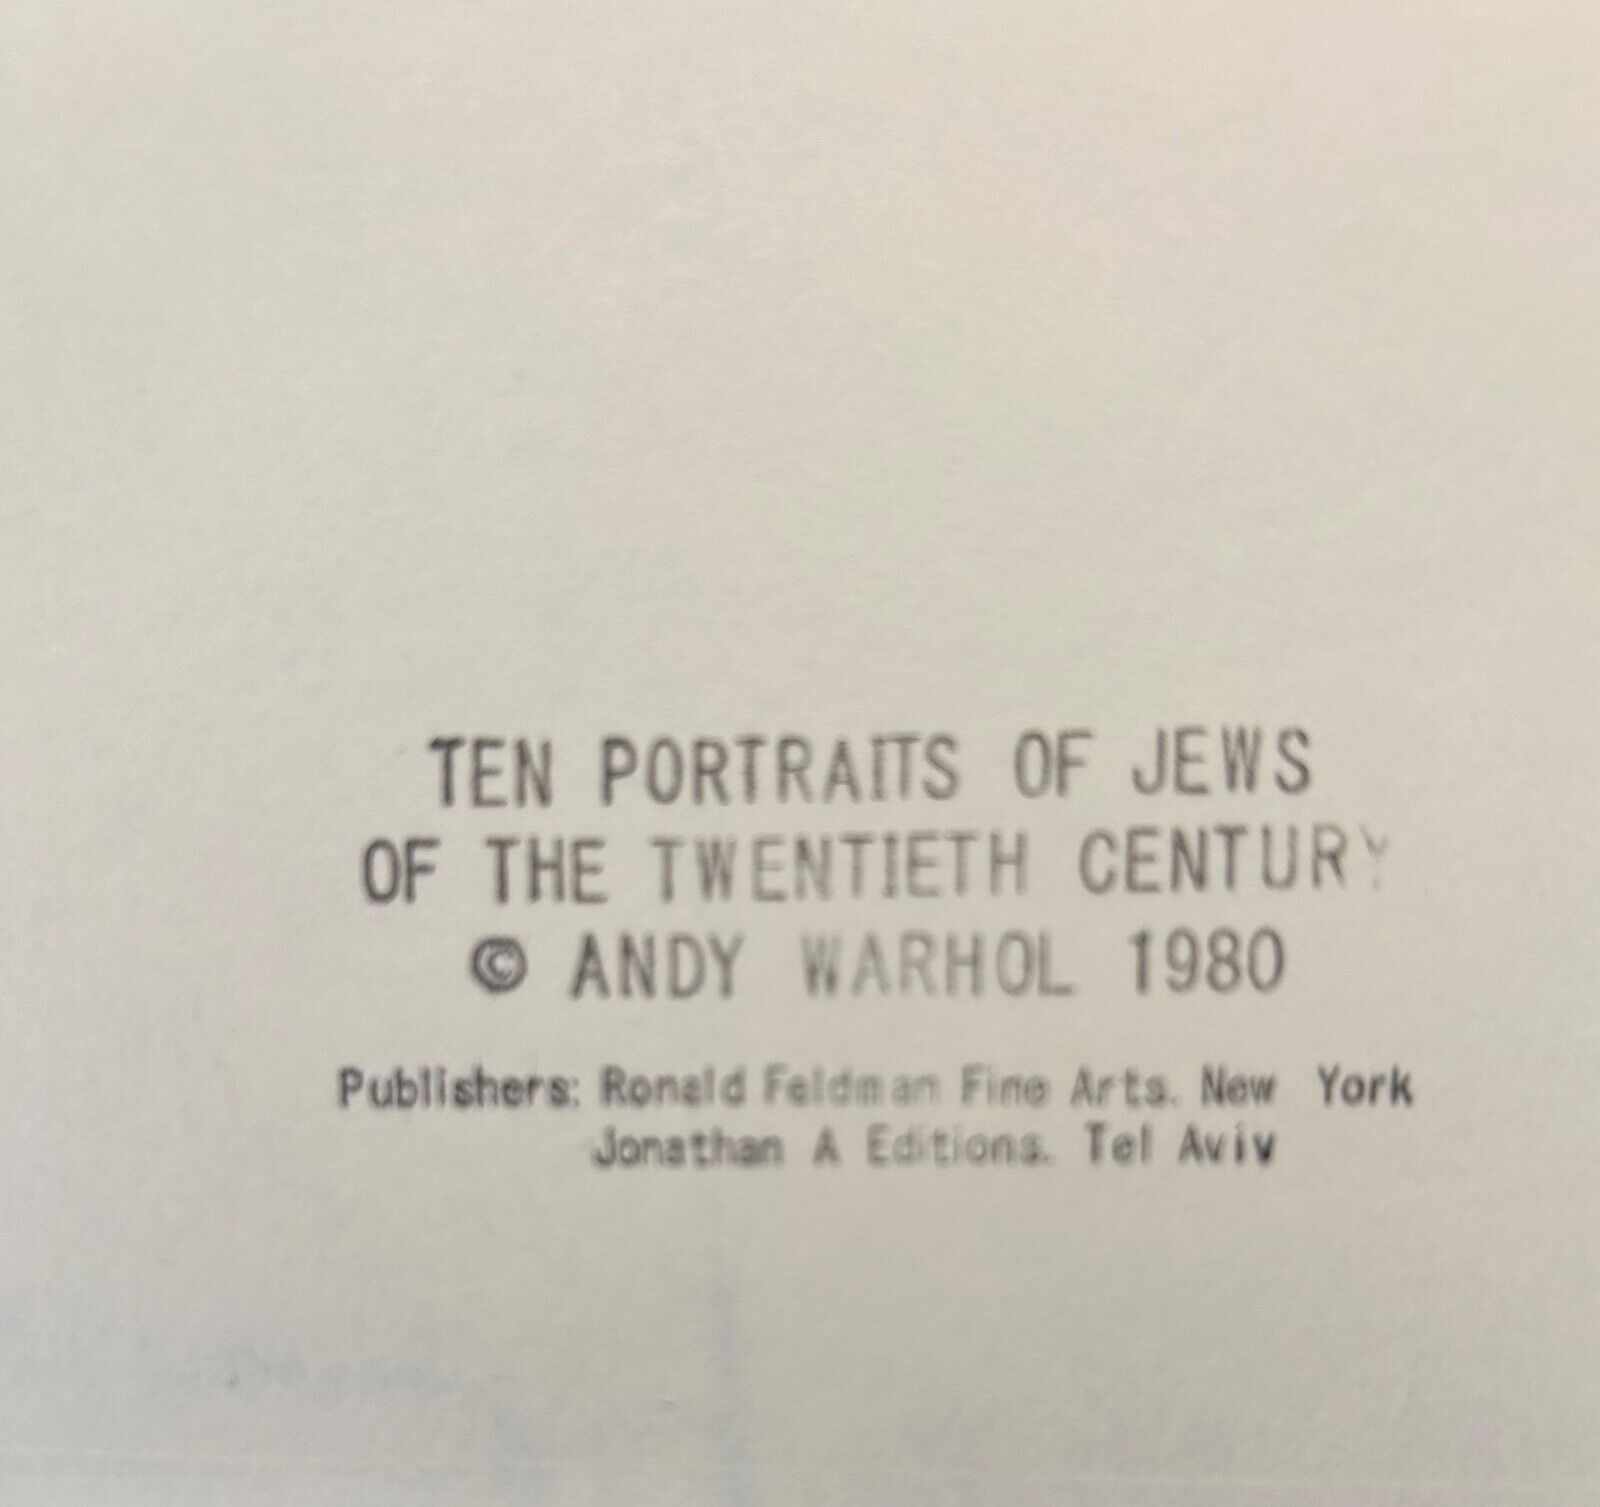 TEN PORTRAITS OF JEWS
OF THE TWENTIETH CENTURY
© ANDY WARHOL 1980
Publishers: Ronald Feldman Fine Arts. New York
Jonathan A Editions. Tel Aviv